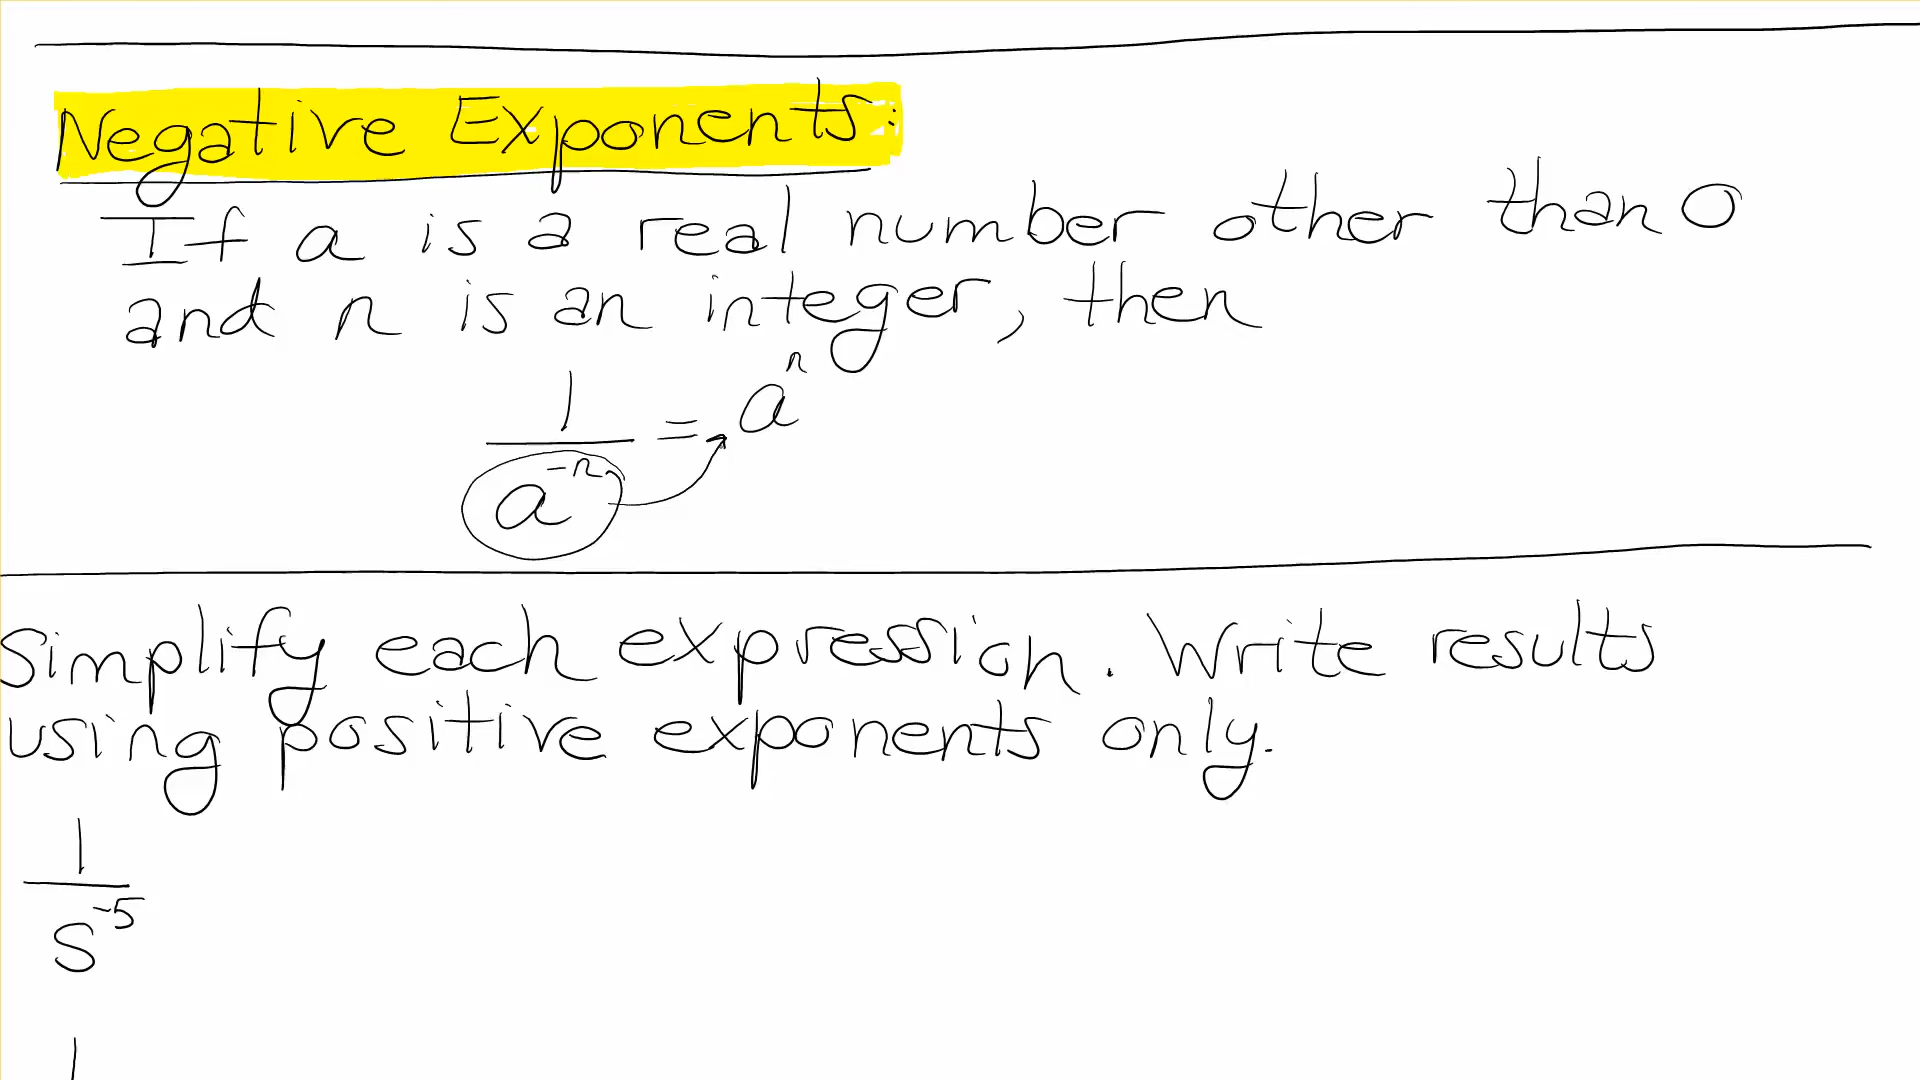 Negative Exponents:
If a is a real number other than 0
and n is an integer, then
1/a^-n = a^n
Simplify each expression. Write results
using positive exponents only.
1/s^-5
1